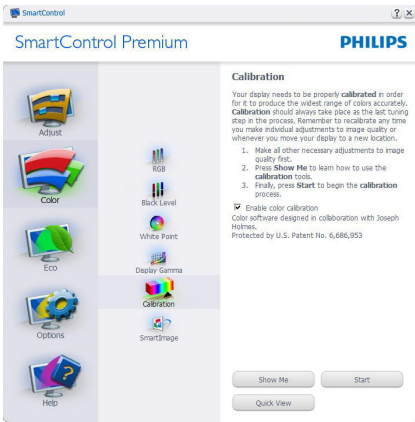 SmartControl
SmartControl Premium
PHILIPS
Adjust
Color
Eco
Options
Help
RGB
Black Level
White Point
Display Gamma
Calibration
SmartImage
Calibration
Your display needs to be properly calibrated in order
for it to produce the widest range of colors accurately.
Calibration should always take place as the last tuning
step in the process. Remember to recalibrate any time
you make individual adjustments to image quality or
whenever you move your display to a new location.
1. Make all other necessary adjustments to image
quality first.
2. Press Show Me to learn how to use the
calibration tools.
3. Finally, press Start to begin the calibration
process.
Enable color calibration
Color software designed in collaboration with Joseph
Holmes.
Protected by U.S. Patent No. 6,686,953
Show Me
Start
Quick View